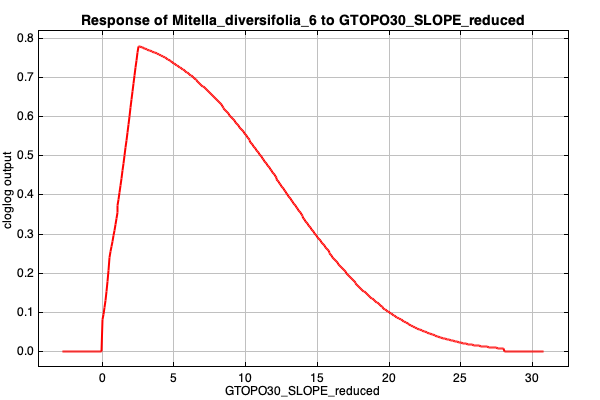 Response of Mitella_diversifolia_6 to GTOPO30_SLOPE_reduced
cloglog output
0.8
0.7
0.6
0.5
0.4
0.3
0.2
0.1
0.0
0 5 10 15 20 25 30
GTOPO30_SLOPE_reduced